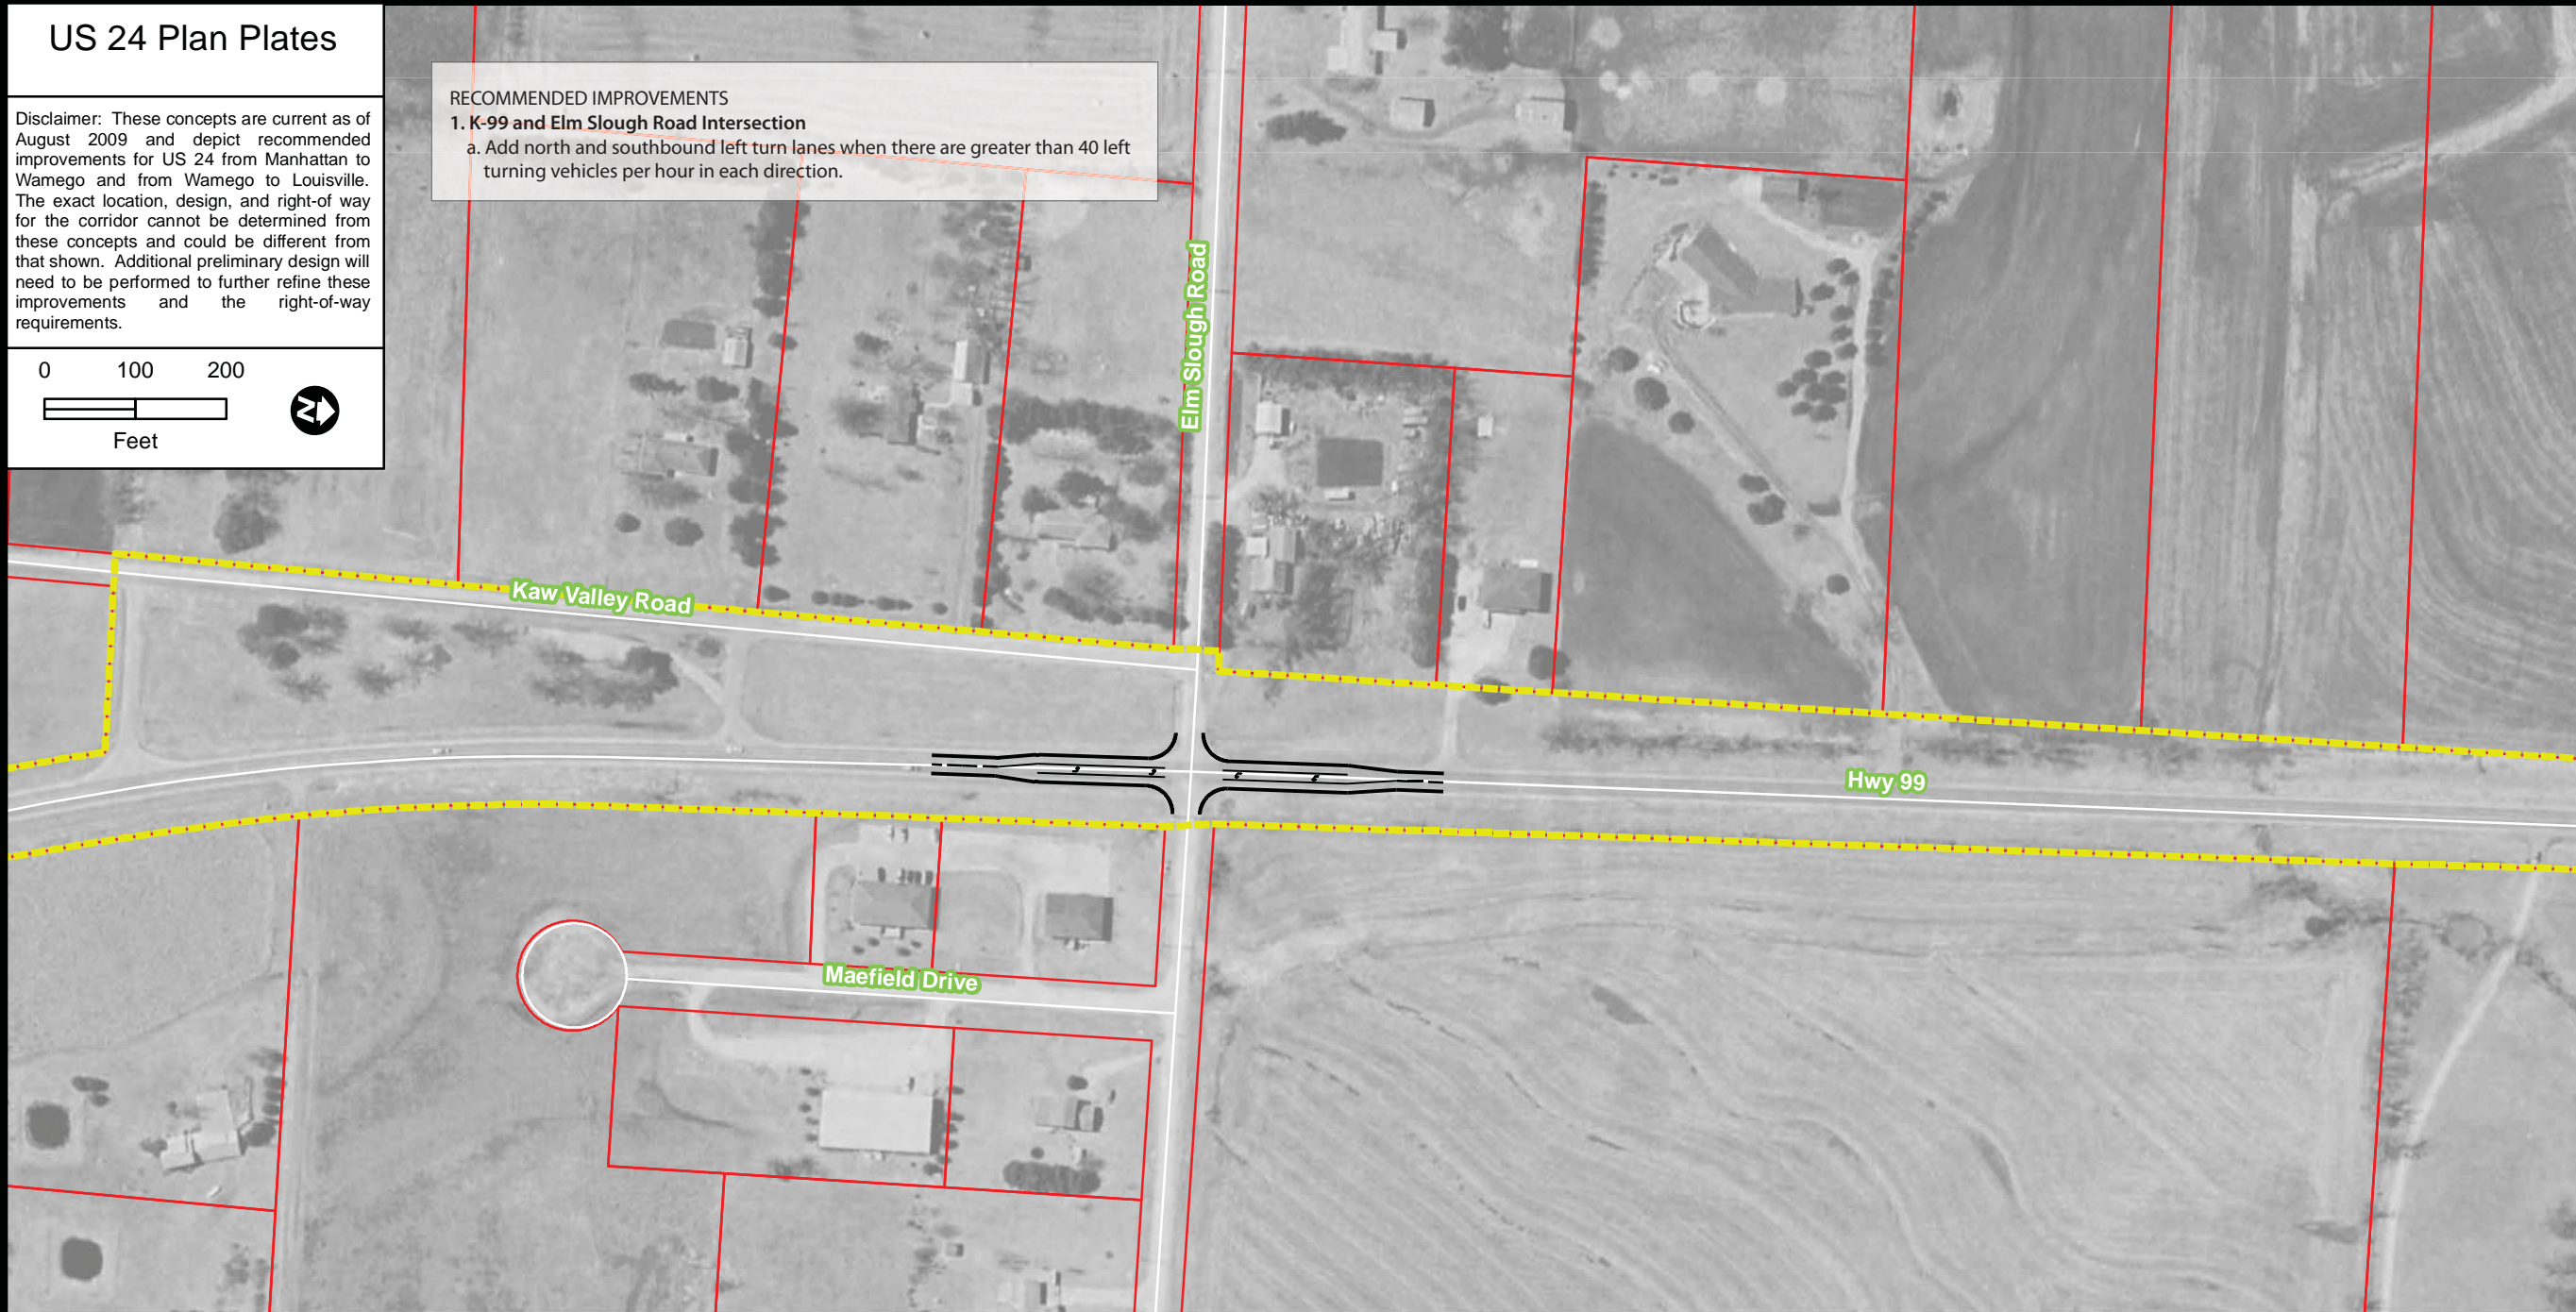 US 24 Plan Plates
Disclaimer: These concepts are current as of
August 2009 and depict recommended
improvements for US 24 from Manhattan to
Wamego and from Wamego to Louisville.
The exact location, design, and right-of way
for the corridor cannot be determined from
these concepts and could be different from
that shown. Additional preliminary design will
need to be performed to further refine these
improvements and the right-of-way
requirements.
0 100 200
Feet
N
RECOMMENDED IMPROVEMENTS
1. K-99 and Elm Slough Road Intersection
a. Add north and southbound left turn lanes when there are greater than 40 left
turning vehicles per hour in each direction.
Elm Slough Road
Kaw Valley Road
Hwy 99
Maefield Drive